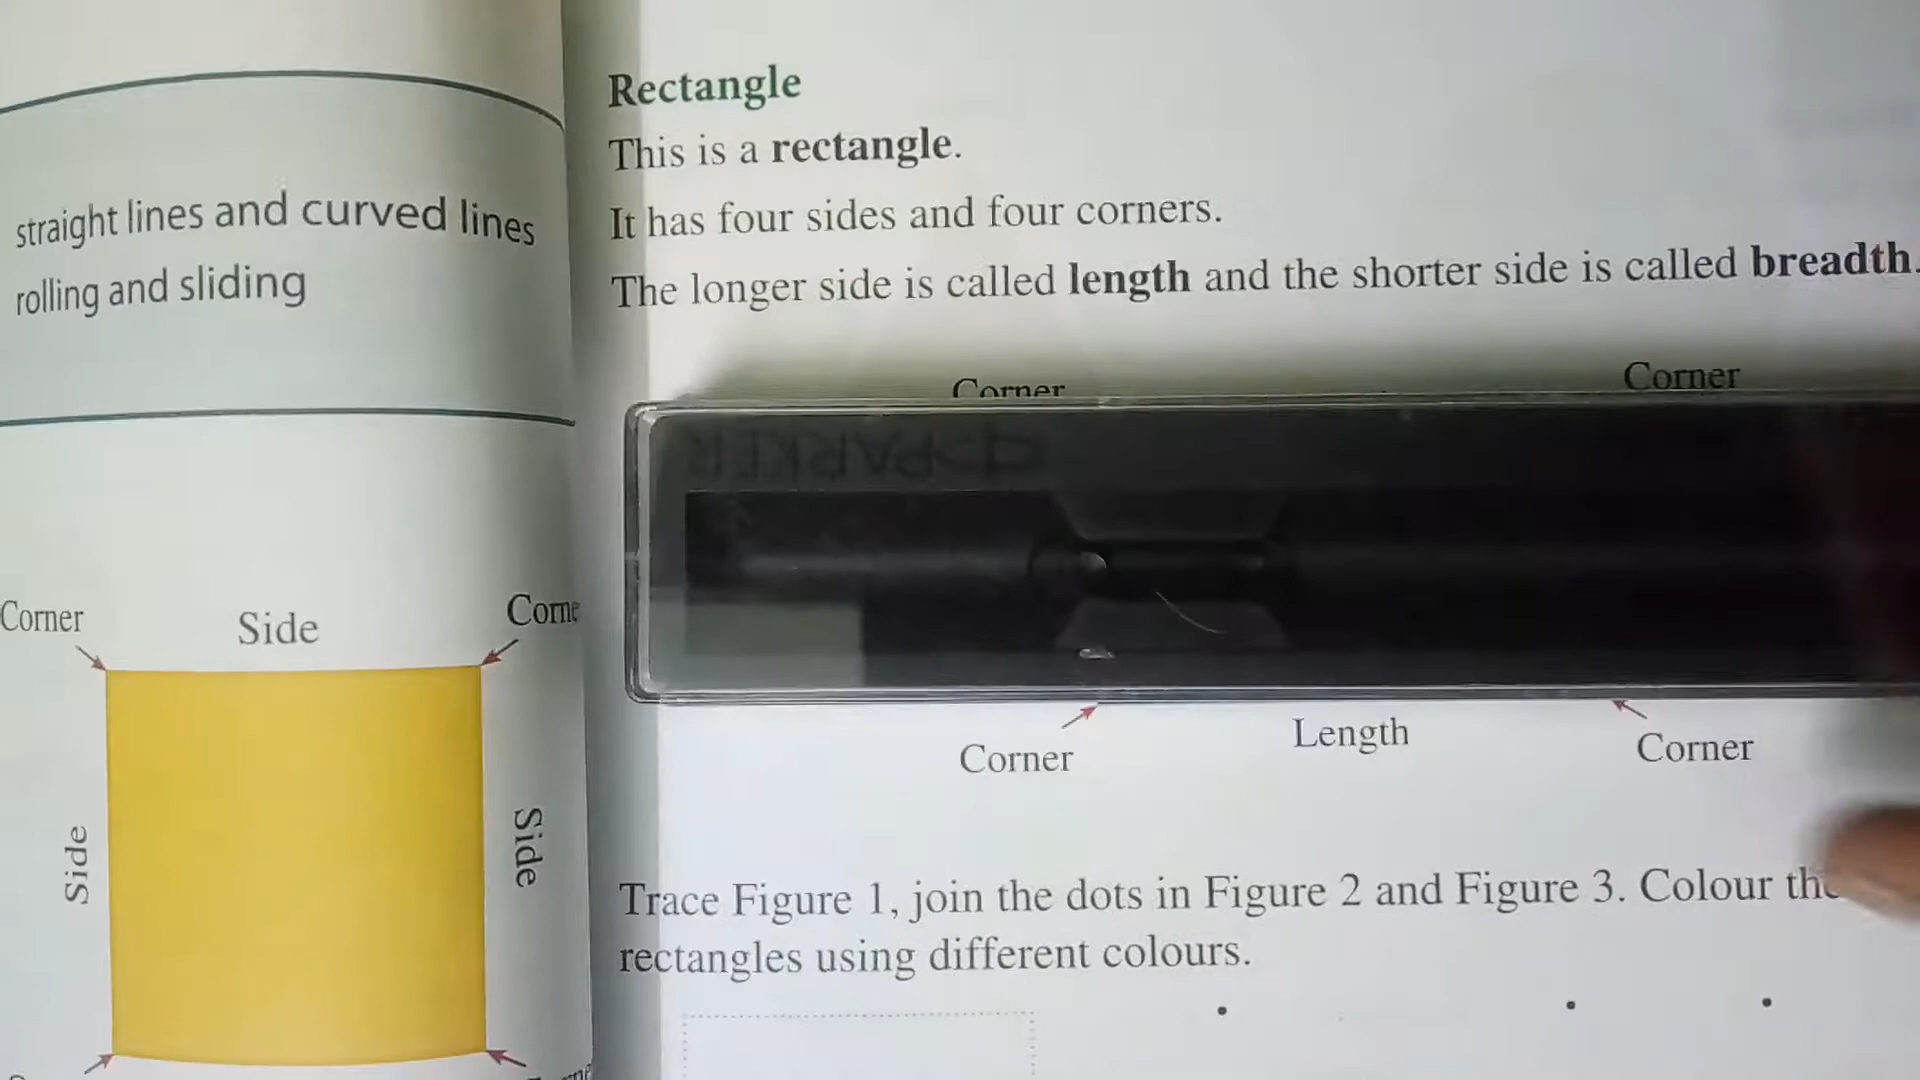 straight lines and curved lines
rolling and sliding
Corner
Side
Corne
Side
Side
Rectangle
This is a rectangle.
It has four sides and four corners.
The longer side is called length and the shorter side is called breadth.
Corner
Corner
PARKER
Corner
Length
Corner
Trace Figure 1, join the dots in Figure 2 and Figure 3. Colour the
rectangles using different colours.